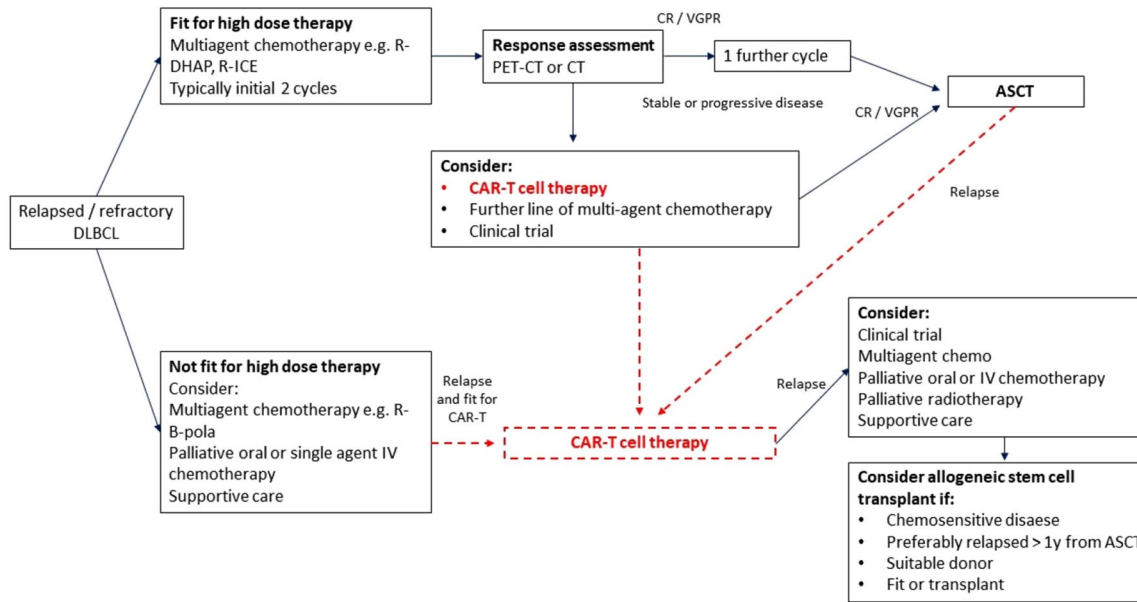 Relapsed / refractory
DLBCL
Fit for high dose therapy
Multiagent chemotherapy e.g. R-
DHAP, R-ICE
Typically initial 2 cycles
Response assessment
PET-CT or CT
CR / VGPR
1 further cycle
ASCT
Stable or progressive disease
CR / VGPR
Consider:
• CAR-T cell therapy
• Further line of multi-agent chemotherapy
• Clinical trial
Relapse
Not fit for high dose therapy
Consider:
Multiagent chemotherapy e.g. R-
B-pola
Palliative oral or single agent IV
chemotherapy
Supportive care
Relapse
and fit for
CAR-T
CAR-T cell therapy
Relapse
Consider:
Clinical trial
Multiagent chemo
Palliative oral or IV chemotherapy
Palliative radiotherapy
Supportive care
Consider allogeneic stem cell
transplant if:
• Chemosensitive disaese
• Preferably relapsed > 1y from ASCT
• Suitable donor
• Fit or transplant